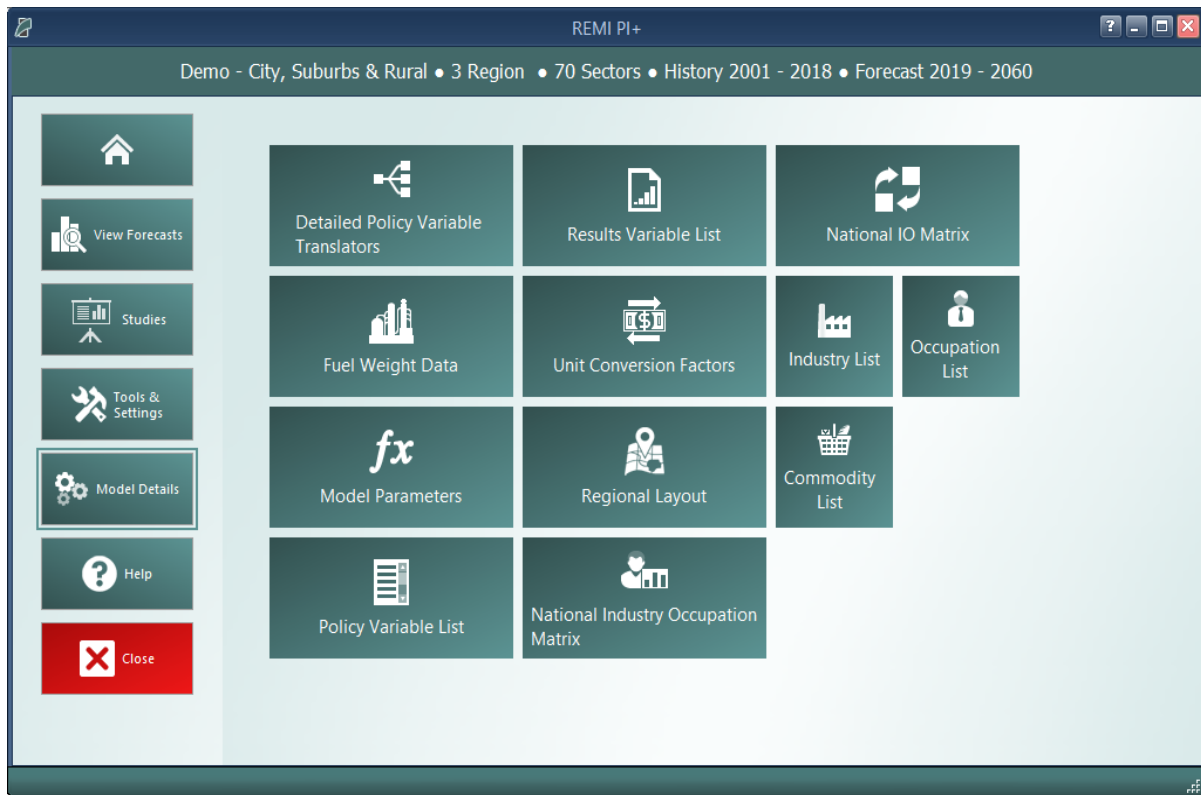 REMI PI+
Demo - City, Suburbs & Rural ● 3 Region ● 70 Sectors ● History 2001 - 2018 ● Forecast 2019 - 2060
View Forecasts
Studies
Tools &
Settings
Model Details
Help
Close
Detailed Policy Variable
Translators
Results Variable List
National IO Matrix
Fuel Weight Data
Unit Conversion Factors
Industry List
Occupation
List
fx
Model Parameters
Regional Layout
Commodity
List
Policy Variable List
National Industry Occupation
Matrix